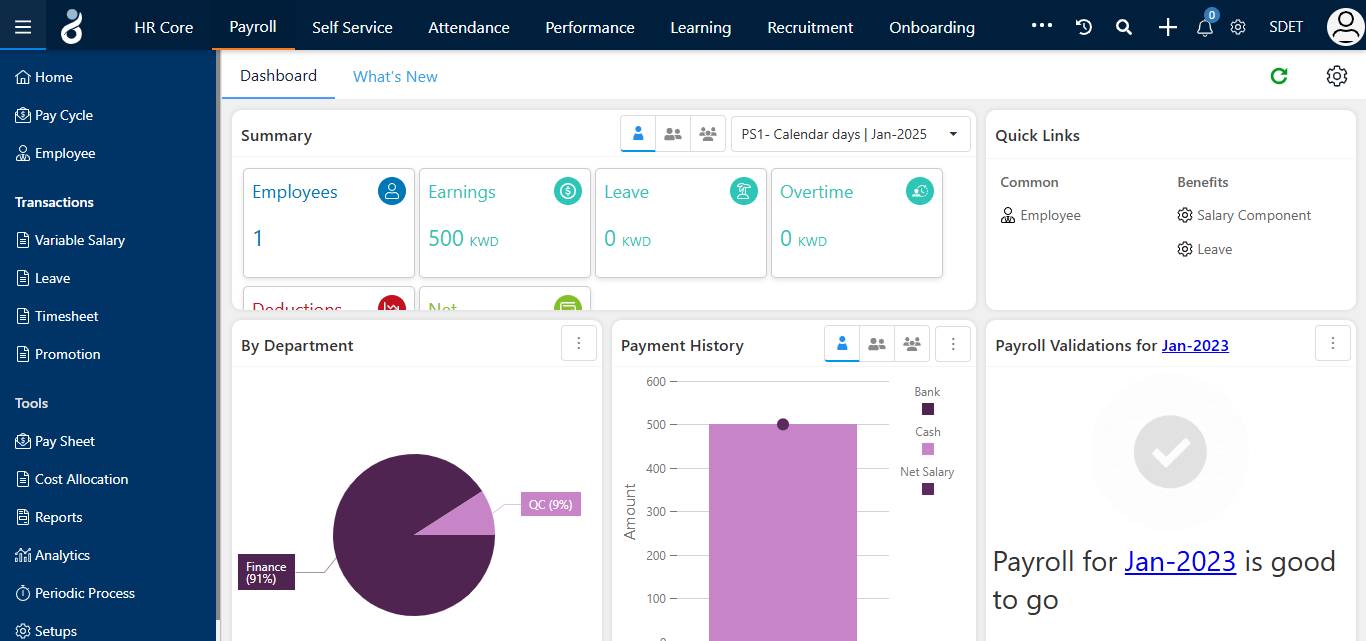 HR Core
Payroll
Self Service
Attendance
Performance
Learning
Recruitment
Onboarding
0
SDET
Home
Pay Cycle
Employee
Transactions
Variable Salary
Leave
Timesheet
Promotion
Tools
Pay Sheet
Cost Allocation
Reports
Analytics
Periodic Process
Setups
Dashboard
What's New
Summary
PS1- Calendar days | Jan-2025
Employees
1
Earnings
500 KWD
Leave
0 KWD
Overtime
0 KWD
Deductions
Net
Quick Links
Common
Employee
Benefits
Salary Component
Leave
By Department
QC (9%)
Finance
(91%)
Payment History
600
500
400
300
200
100
0
Amount
Bank
Cash
Net Salary
Payroll Validations for Jan-2023
Payroll for Jan-2023 is good
to go